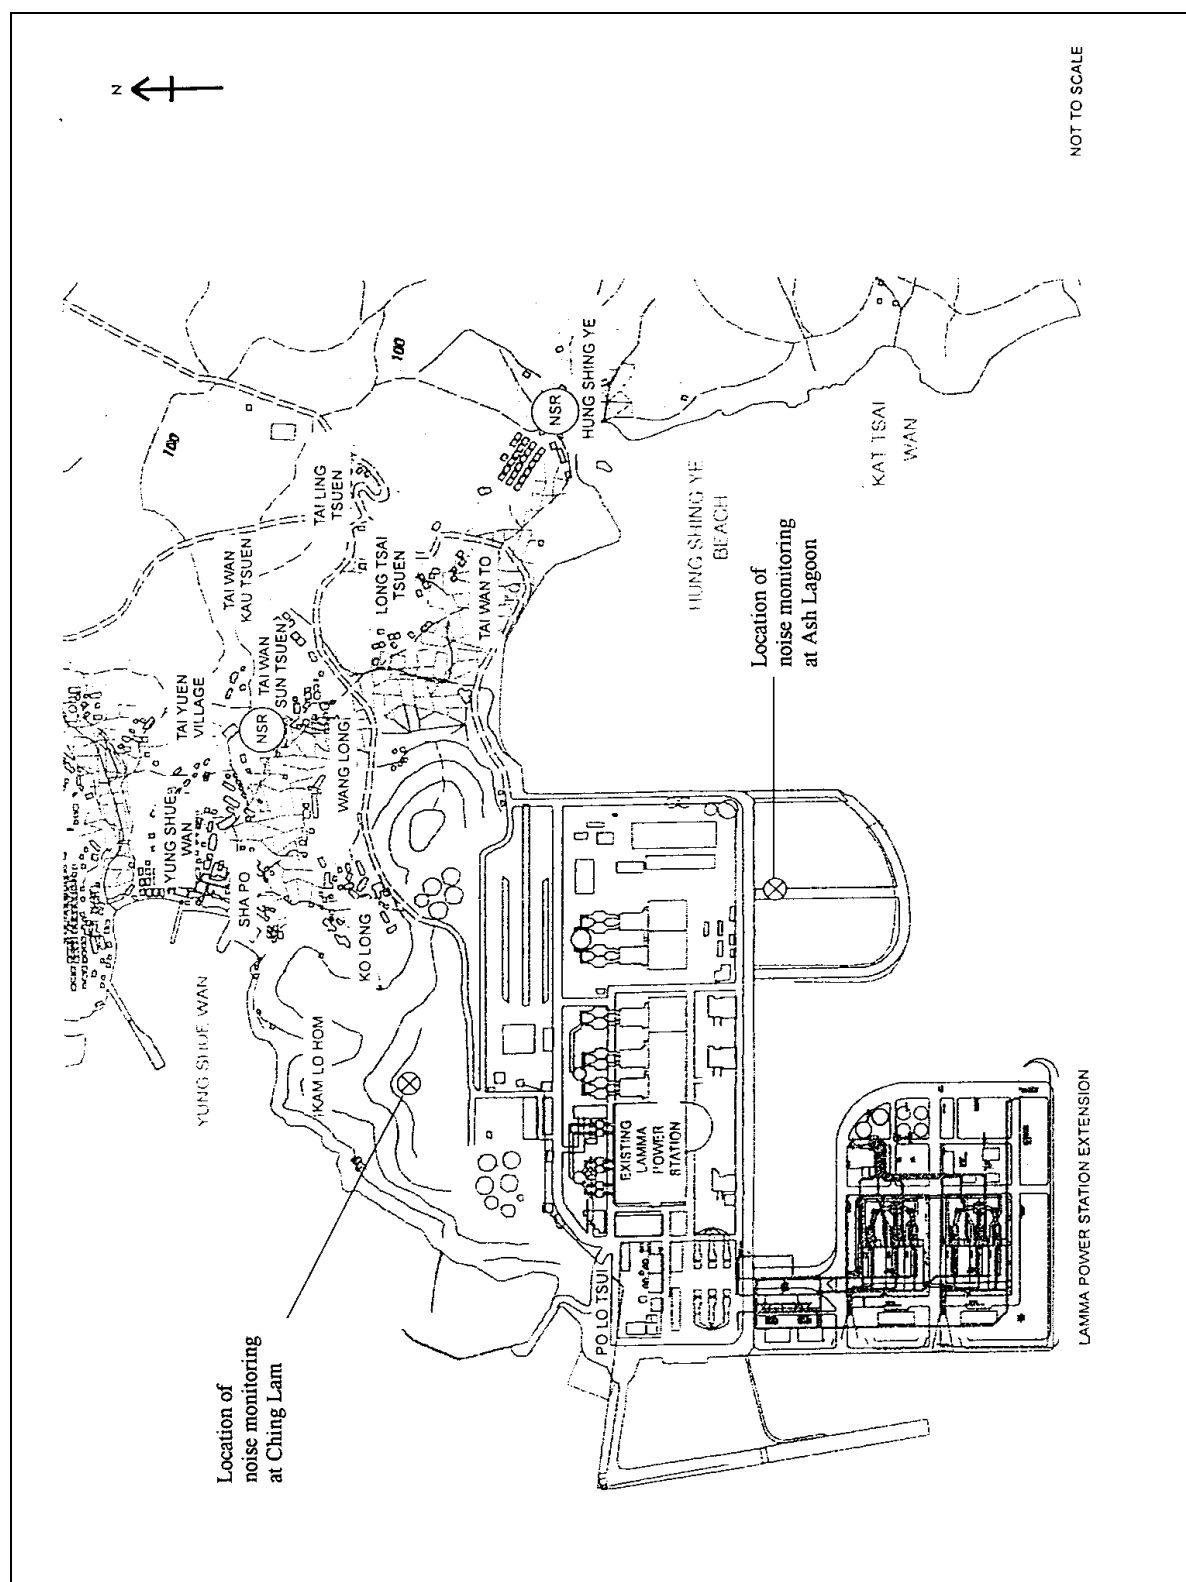 N
NOT TO SCALE
100
100
TAI LING
TSUEN
NSR
HUNG SHING YE
KAT TSAI
WAN
HUNG SHING YE
BEACH
TAI WAN
KAU TSUEN
LONG TSAI
TSUEN
TAI WAN TO
TAI YUEN
VILLAGE
TAI WAN
SUN TSUEN
NSR
WANG LONG
YUNG SHUE
WAN
SHA PO
KO LONG
YUNG SHUE WAN
KAM LO HOM
Location of
noise monitoring
at Ash Lagoon
EXISTING
LAMMA
POWER
STATION
PO LO TSUI
Location of
noise monitoring
at Ching Lam
LAMMA POWER STATION EXTENSION